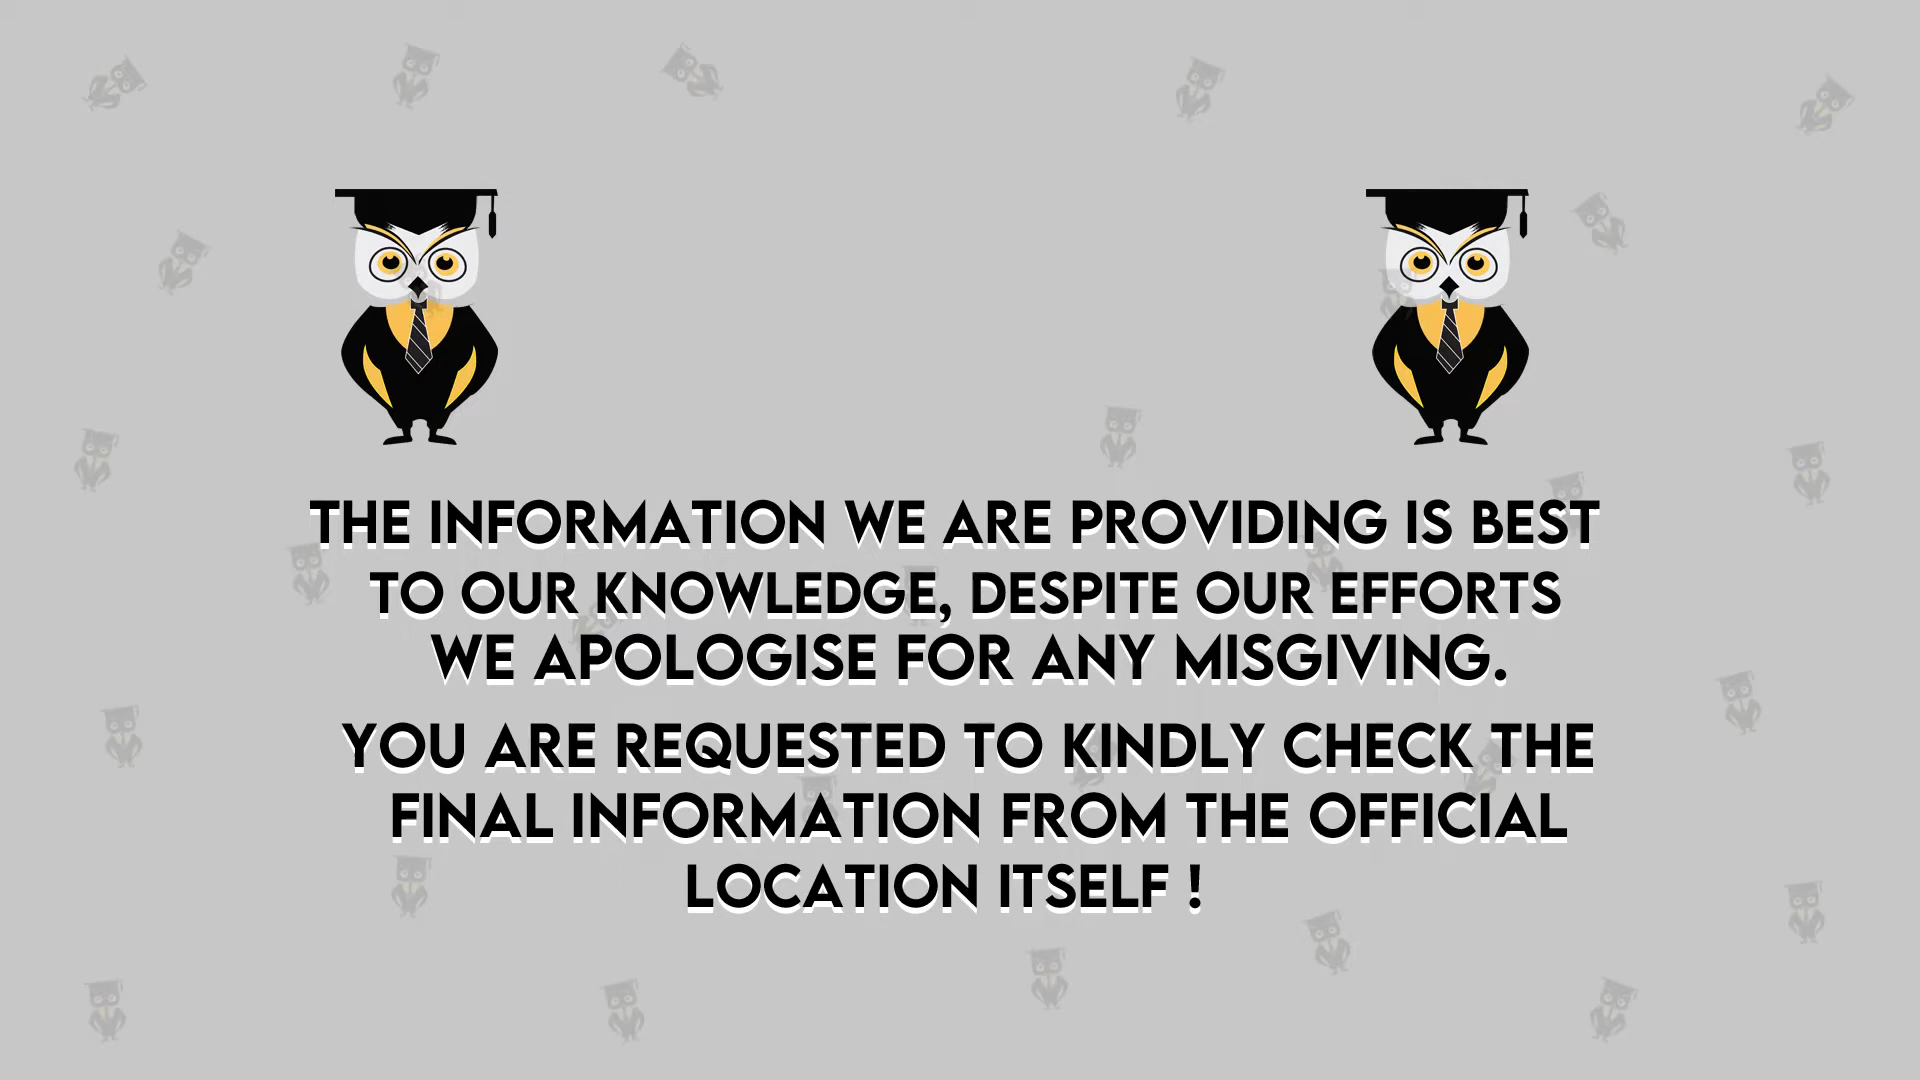 THE INFORMATION WE ARE PROVIDING IS BEST
TO OUR KNOWLEDGE, DESPITE OUR EFFORTS
WE APOLOGISE FOR ANY MISGIVING.
YOU ARE REQUESTED TO KINDLY CHECK THE
FINAL INFORMATION FROM THE OFFICIAL
LOCATION ITSELF !